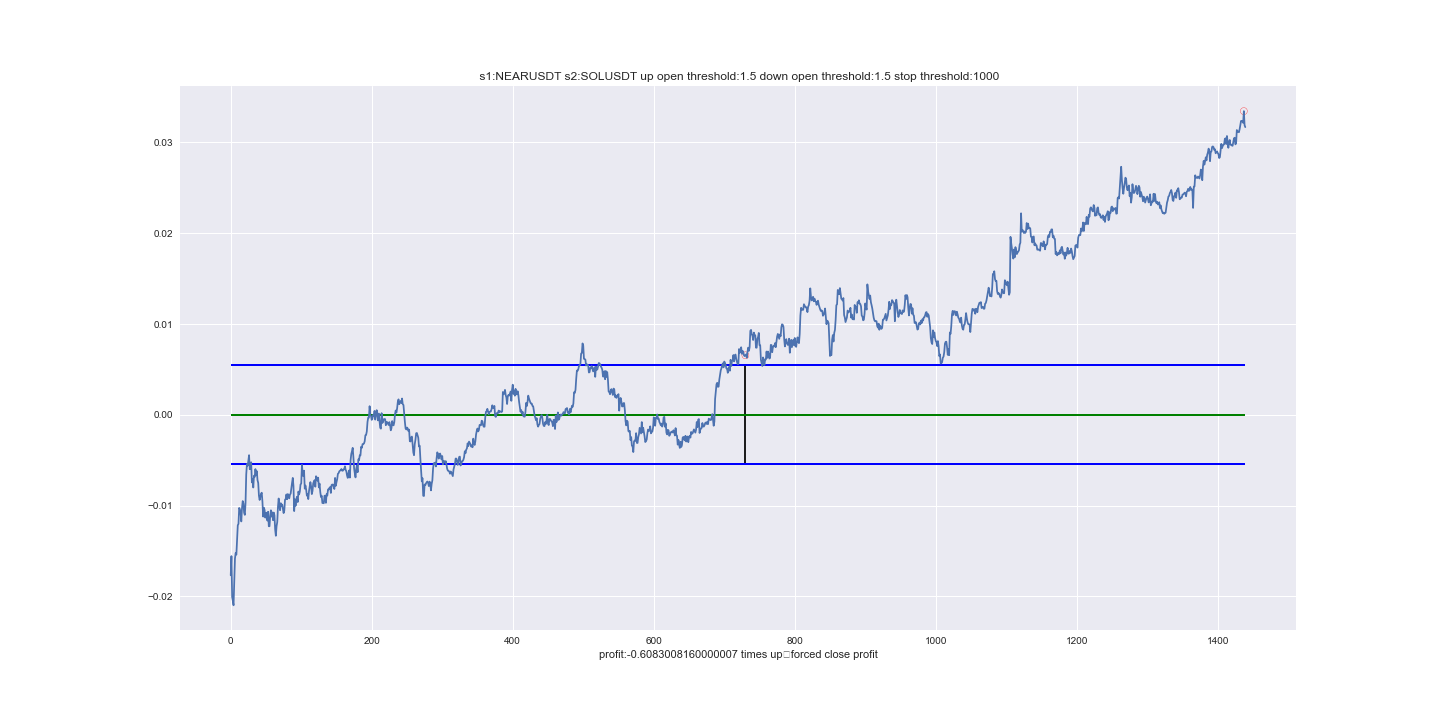 s1:NEARUSDT s2:SOLUSDT up open threshold:1.5 down open threshold:1.5 stop threshold:1000
0.03
0.02
0.01
0.00
−0.01
−0.02
0 200 400 600 800 1000 1200 1400
profit:-0.6083008160000007 times up□forced close profit